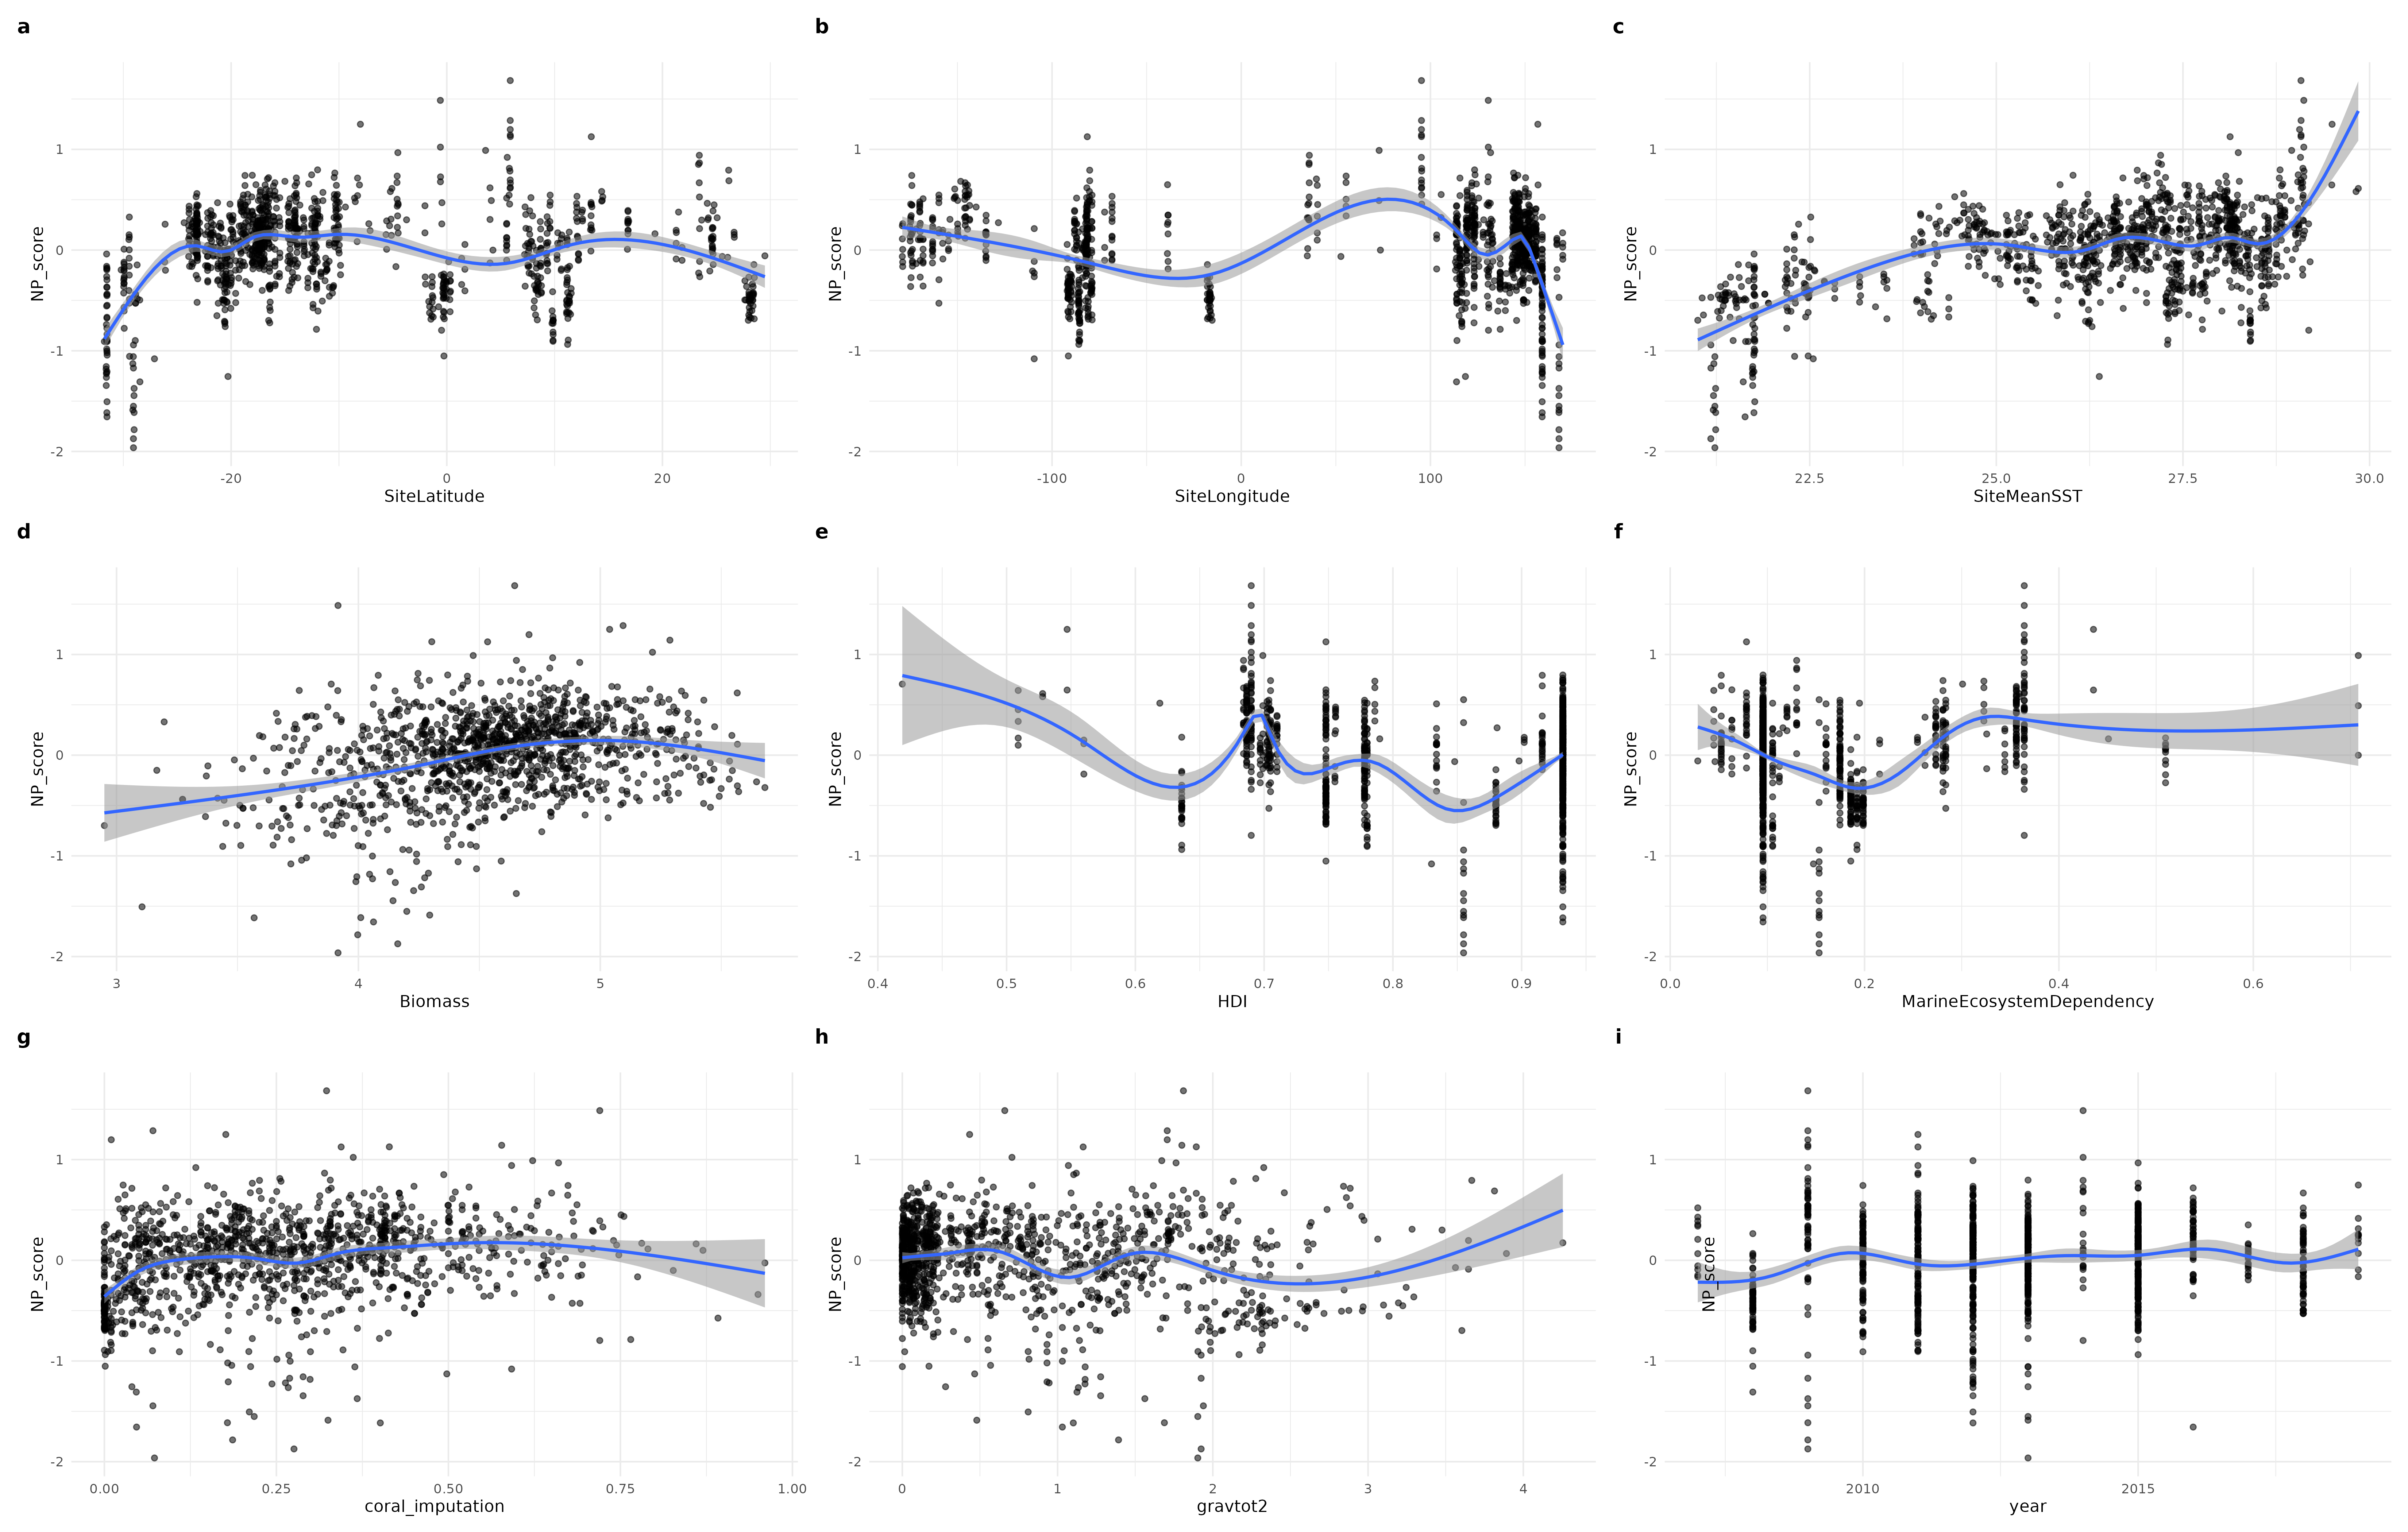 a
NP_score
1
0
-1
-2
-20
0
20
SiteLatitude
b
NP_score
1
0
-1
-2
-100
0
100
SiteLongitude
c
NP_score
1
0
-1
-2
22.5
25.0
27.5
30.0
SiteMeanSST
d
NP_score
1
0
-1
-2
3
4
5
Biomass
e
NP_score
1
0
-1
-2
0.4
0.5
0.6
0.7
0.8
0.9
HDI
f
NP_score
1
0
-1
-2
0.0
0.2
0.4
0.6
MarineEcosystemDependency
g
NP_score
1
0
-1
-2
0.00
0.25
0.50
0.75
1.00
coral_imputation
h
NP_score
1
0
-1
-2
0
1
2
3
4
gravtot2
i
NP_score
1
0
-1
-2
2010
2015
year